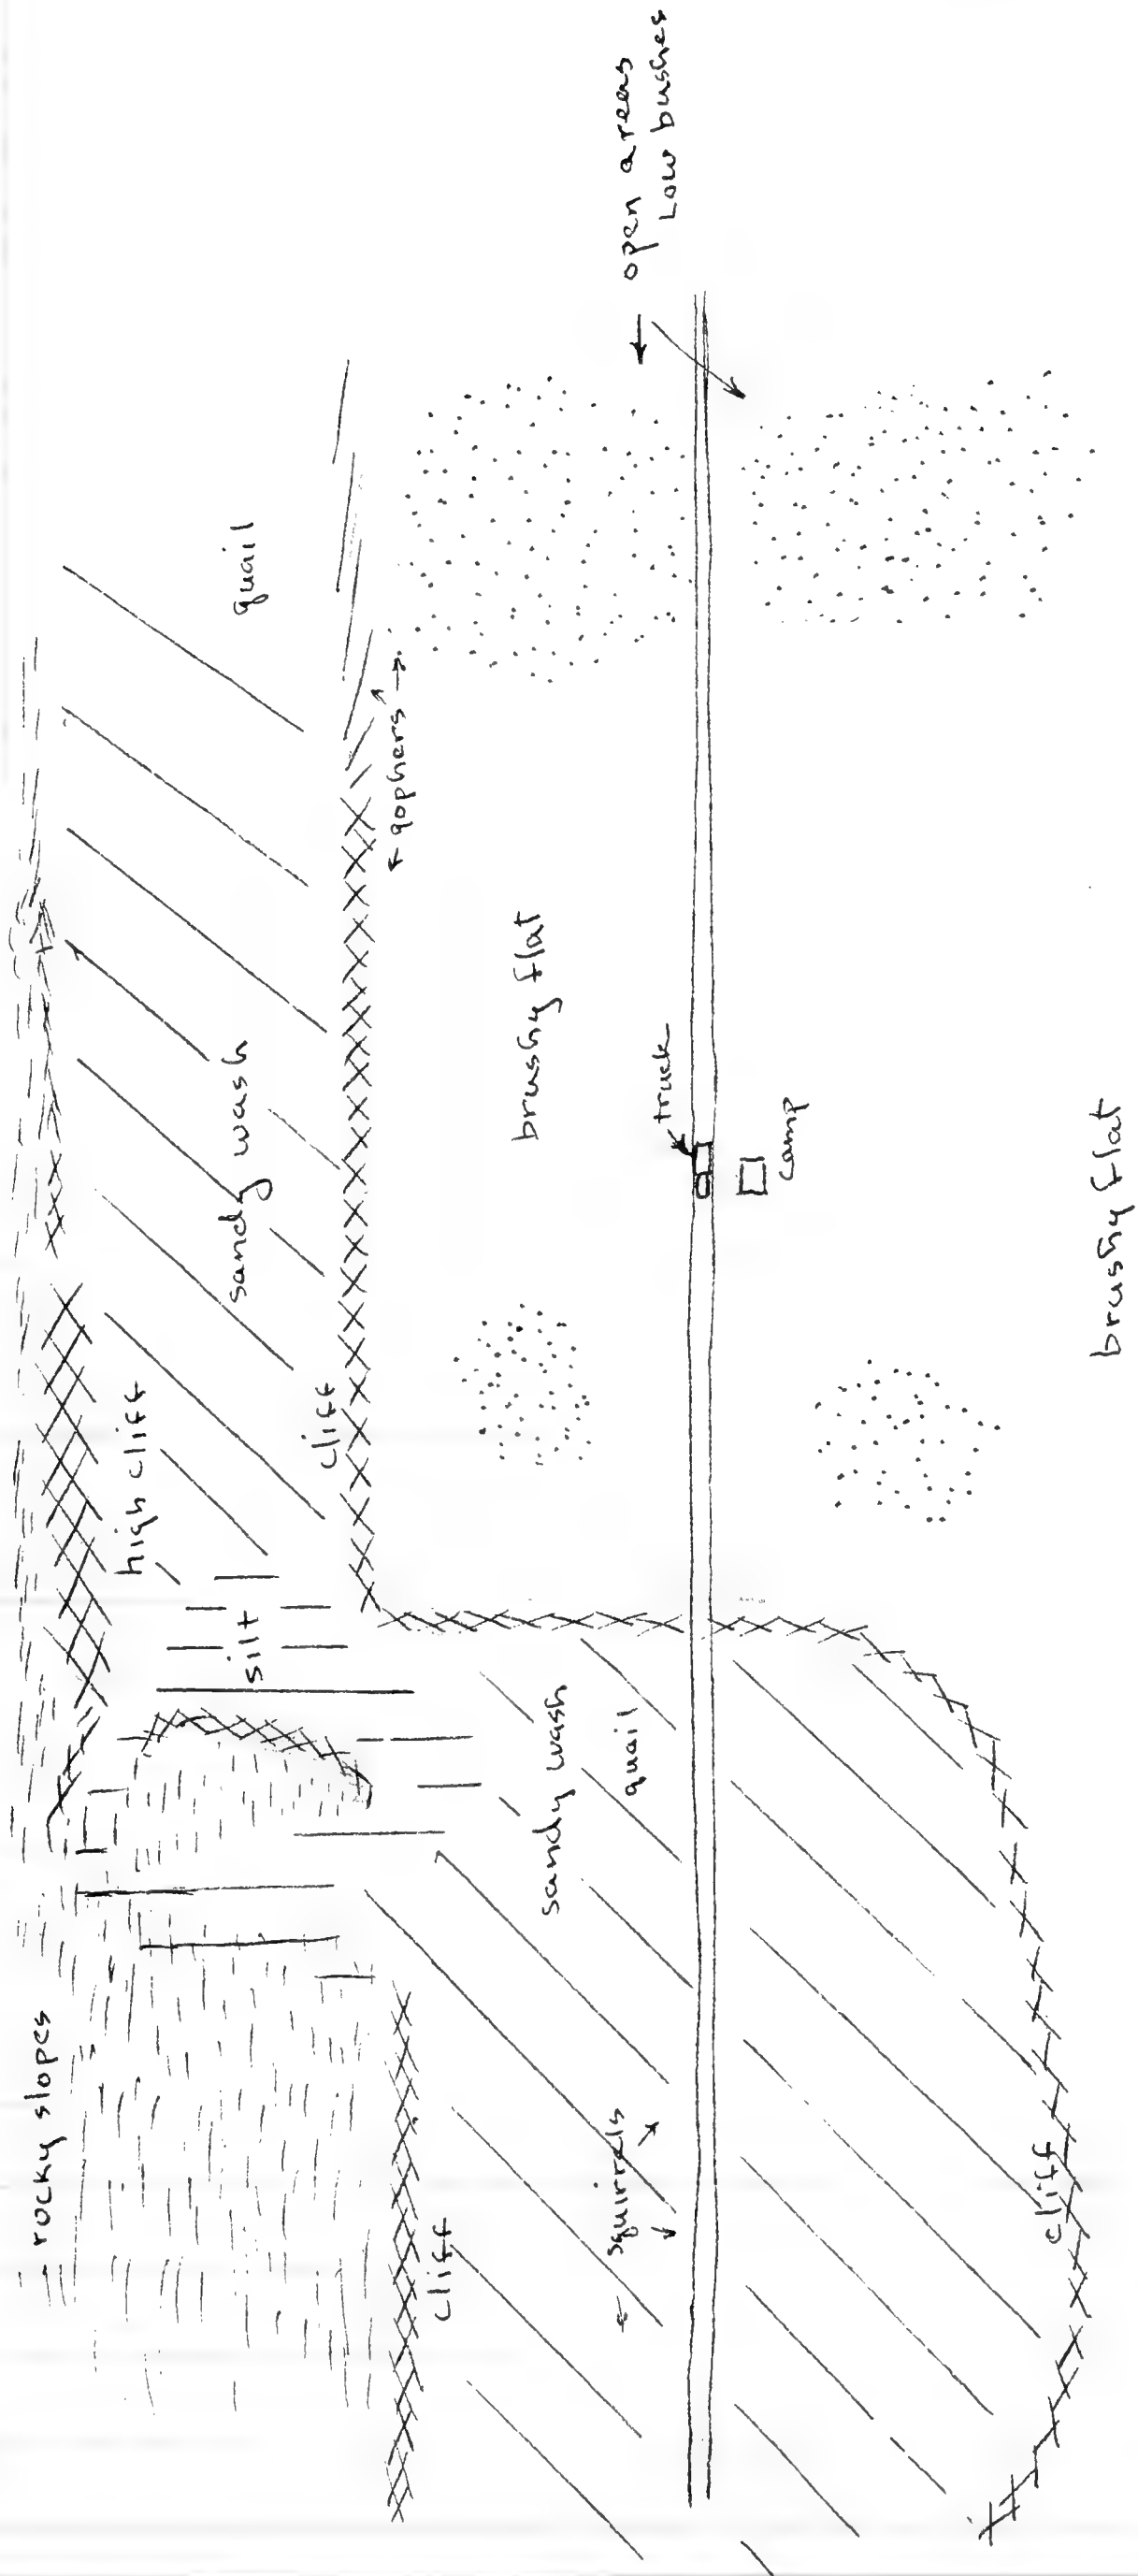 rocky slopes
high cliff
quail
silt
sandy wash
cliff
cliff
gophers
open areas
Low bushes
sandy wash
brushy flat
quail
squirrels
truck
camp
cliff
brushy flat